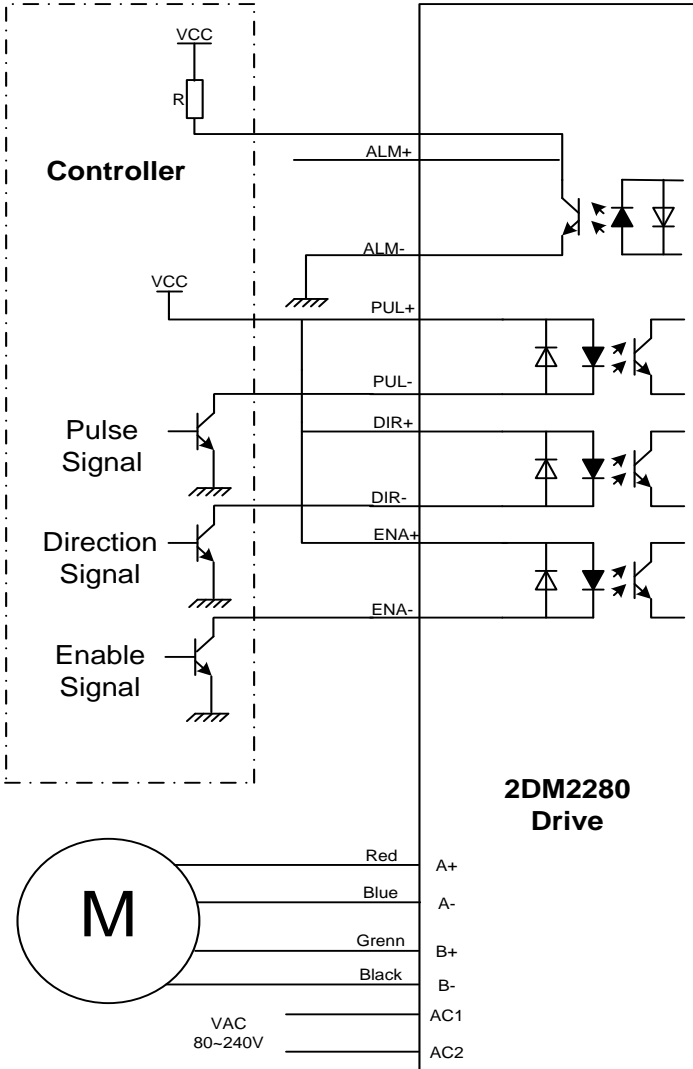 VCC
R
Controller
ALM+
ALM-
VCC
PUL+
PUL-
Pulse
Signal
DIR+
DIR-
Direction
Signal
ENA+
ENA-
Enable
Signal
2DM2280
Drive
M
Red
A+
Blue
A-
Grenn
B+
Black
B-
VAC
80~240V
AC1
AC2